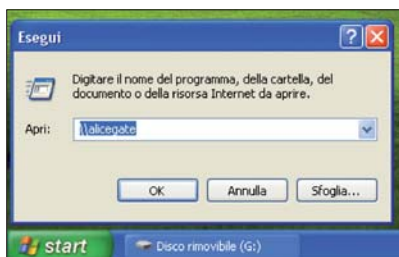 Esegui
Digitare il nome del programma, della cartella, del
documento o della risorsa Internet da aprire.
Apri: \\alicegate
OK Annulla Sfoglia...
start Disco rimovibile (G:)